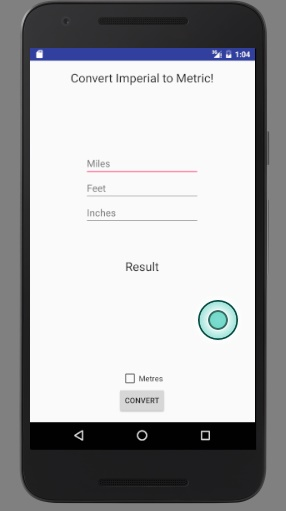 1:04
Convert Imperial to Metric!
Miles
Feet
Inches
Result
Metres
CONVERT